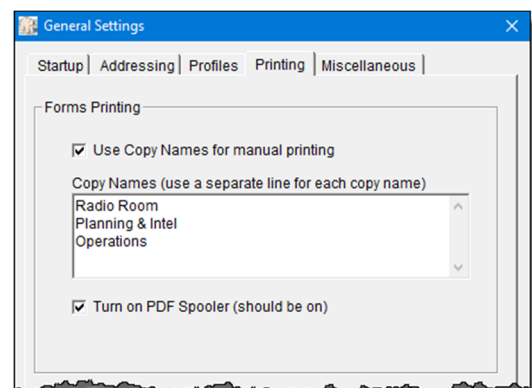 General Settings
Startup Addressing Profiles Printing Miscellaneous
Forms Printing
Use Copy Names for manual printing
Copy Names (use a separate line for each copy name)
Radio Room
Planning & Intel
Operations
Turn on PDF Spooler (should be on)